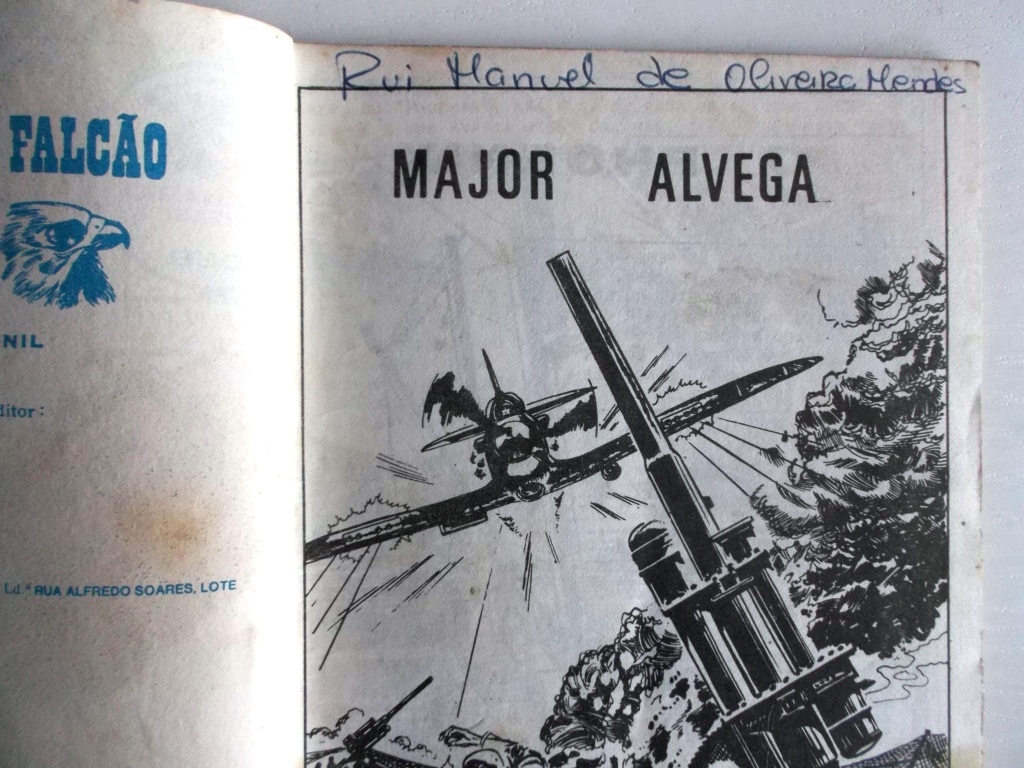 FALCÃO
NIL
ditor:
Ld.ª RUA ALFREDO SOARES, LOTE
Rui Manuel de Oliveira Mendes
MAJOR ALVEGA